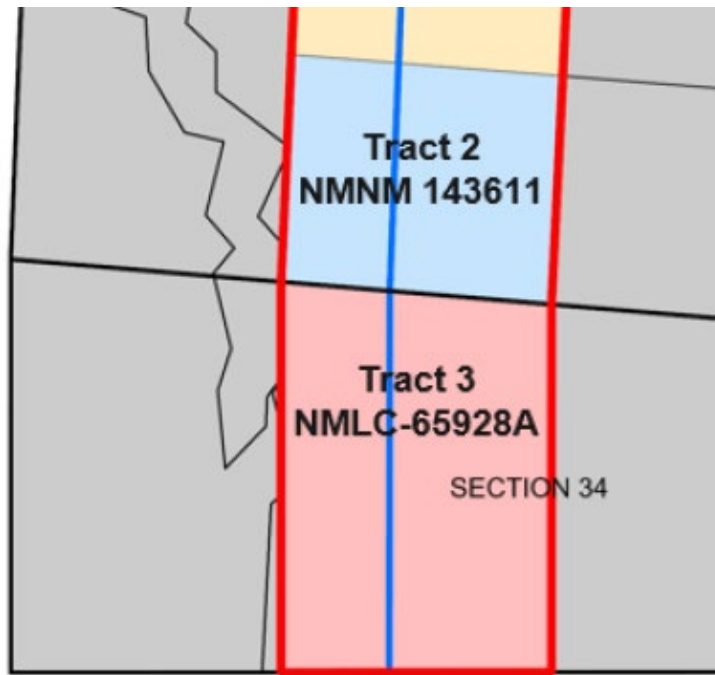 Tract 2
NMNM 143611
Tract 3
NMLC-65928A
SECTION 34